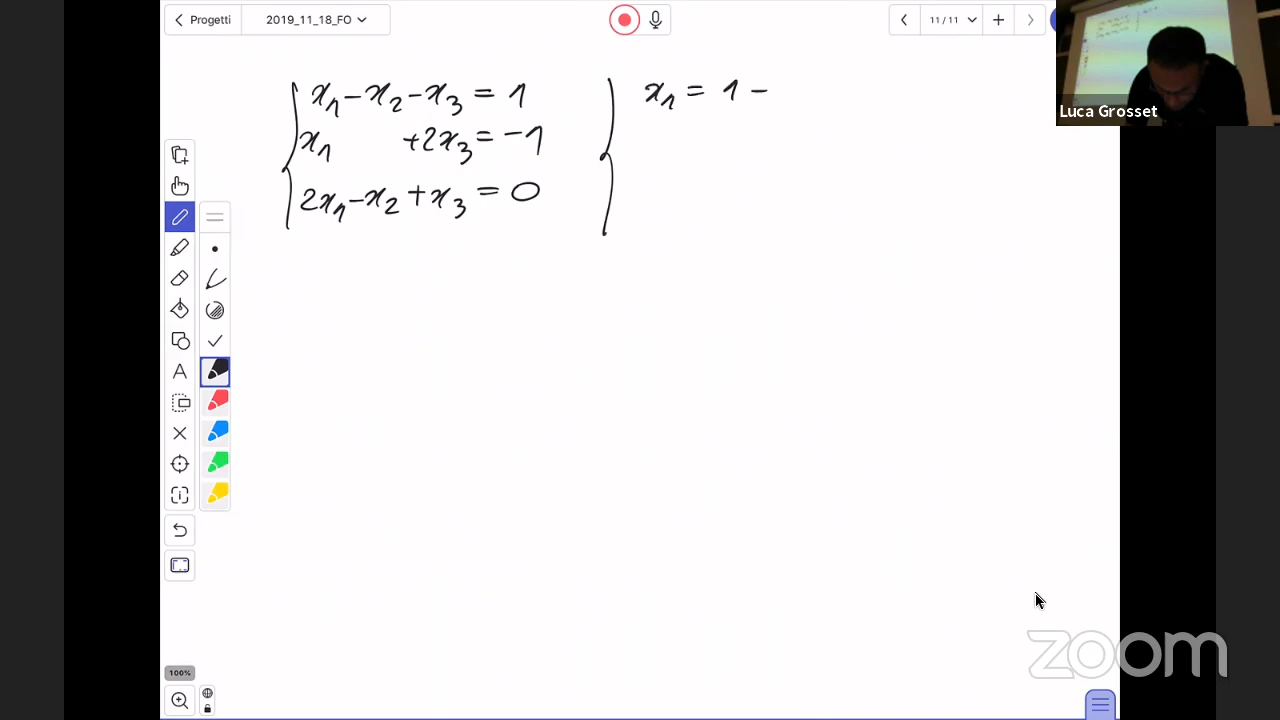 Progetti
2019_11_18_FO
11 / 11
x₁ - x₂ - x₃ = 1
x₁ +2x₃ = -1
2x₁ - x₂ + x₃ = 0
x₁ = 1 -
Luca Grosset
A
100%
zoom